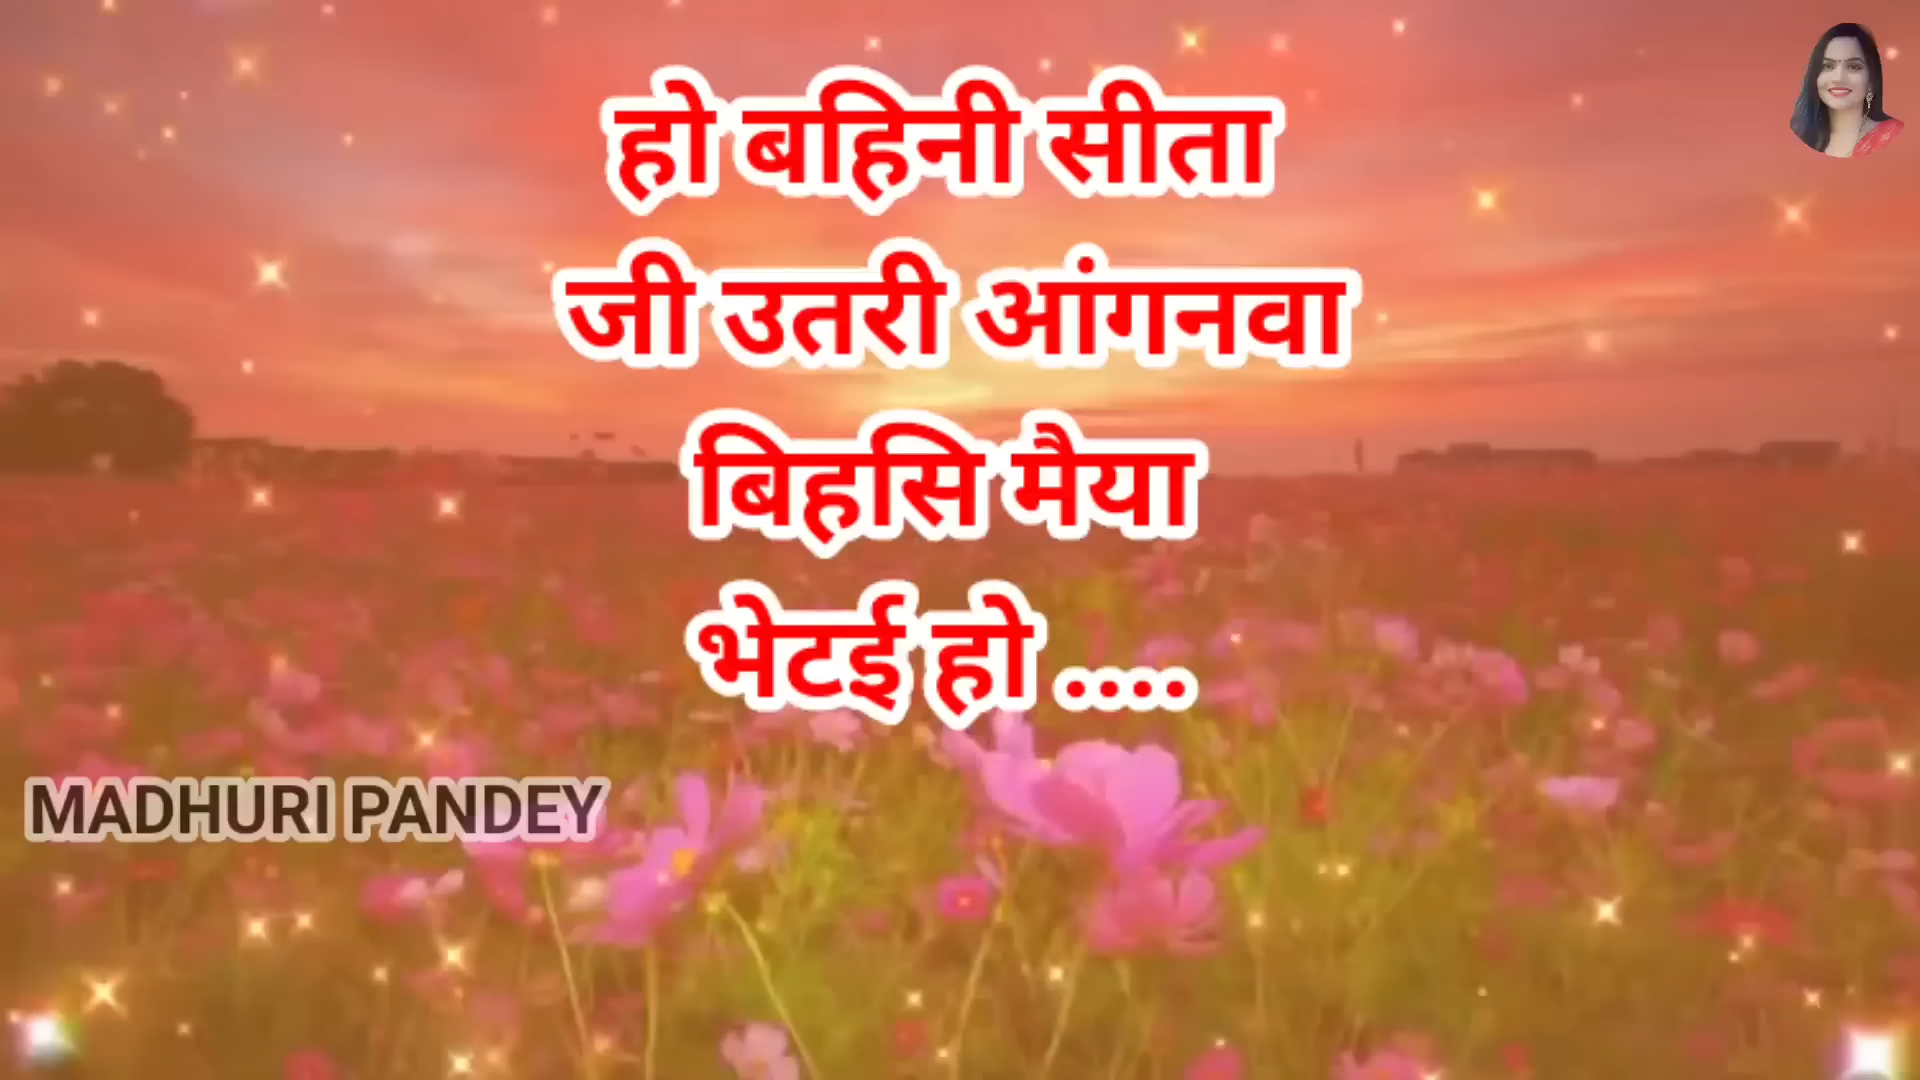 हो बहिनी सीता
जी उतरी आंगनवा
बिहसि मैया
भेटई हो ....
MADHURI PANDEY